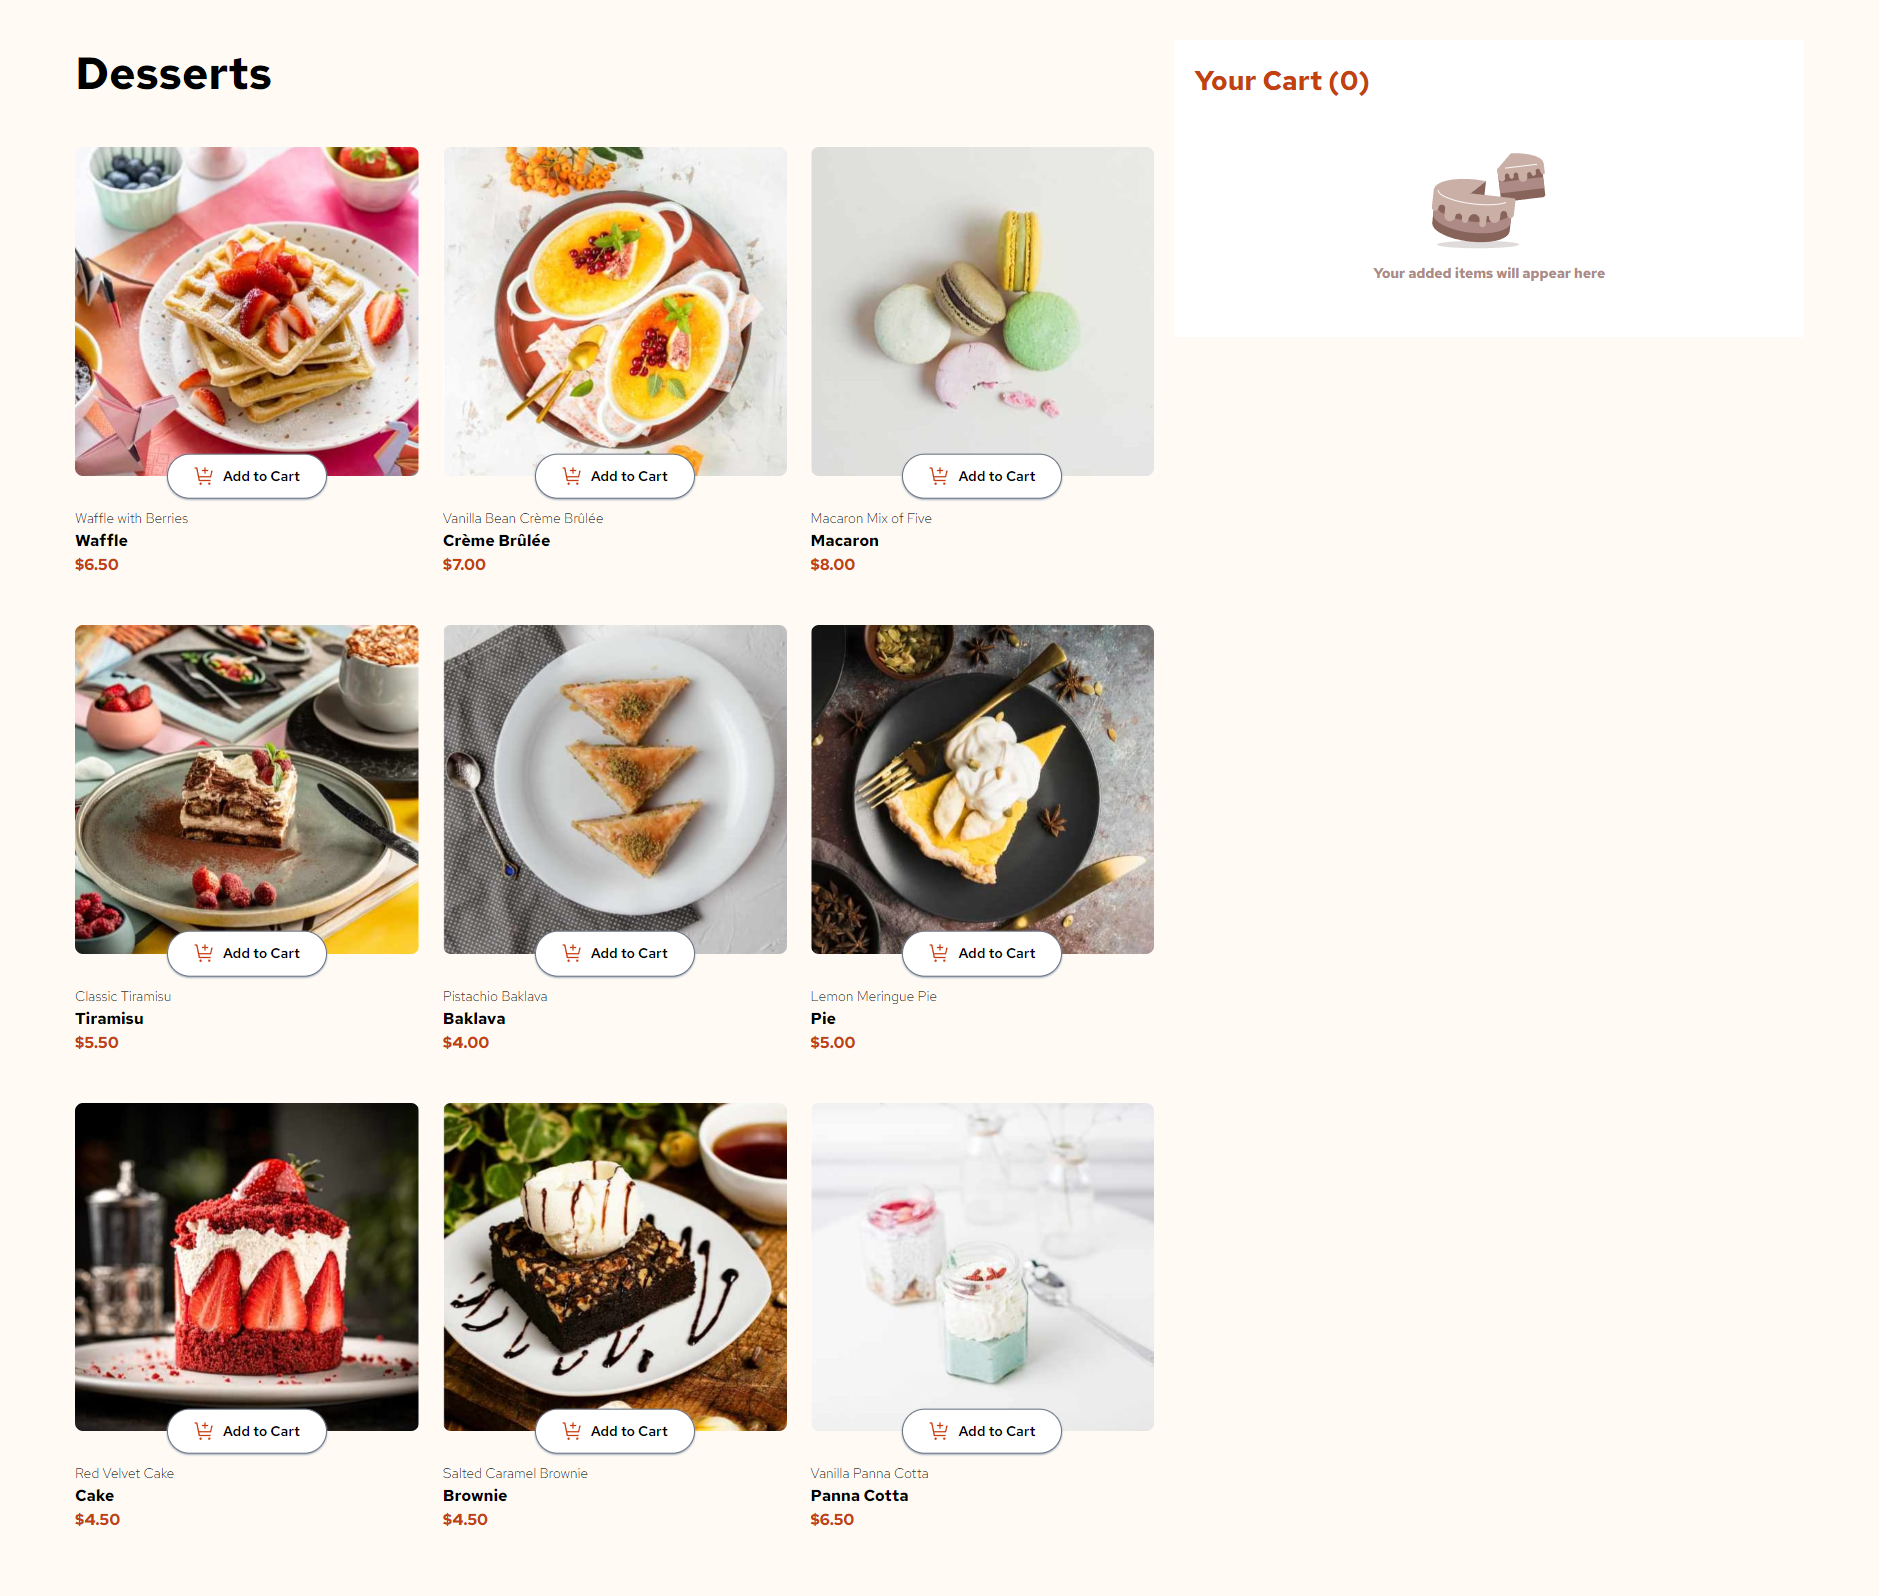 Desserts
Add to Cart
Waffle with Berries
Waffle
$6.50
Add to Cart
Vanilla Bean Crème Brûlée
Crème Brûlée
$7.00
Add to Cart
Macaron Mix of Five
Macaron
$8.00
Add to Cart
Classic Tiramisu
Tiramisu
$5.50
Add to Cart
Pistachio Baklava
Baklava
$4.00
Add to Cart
Lemon Meringue Pie
Pie
$5.00
Add to Cart
Red Velvet Cake
Cake
$4.50
Add to Cart
Salted Caramel Brownie
Brownie
$4.50
Add to Cart
Vanilla Panna Cotta
Panna Cotta
$6.50
Your Cart (0)
Your added items will appear here